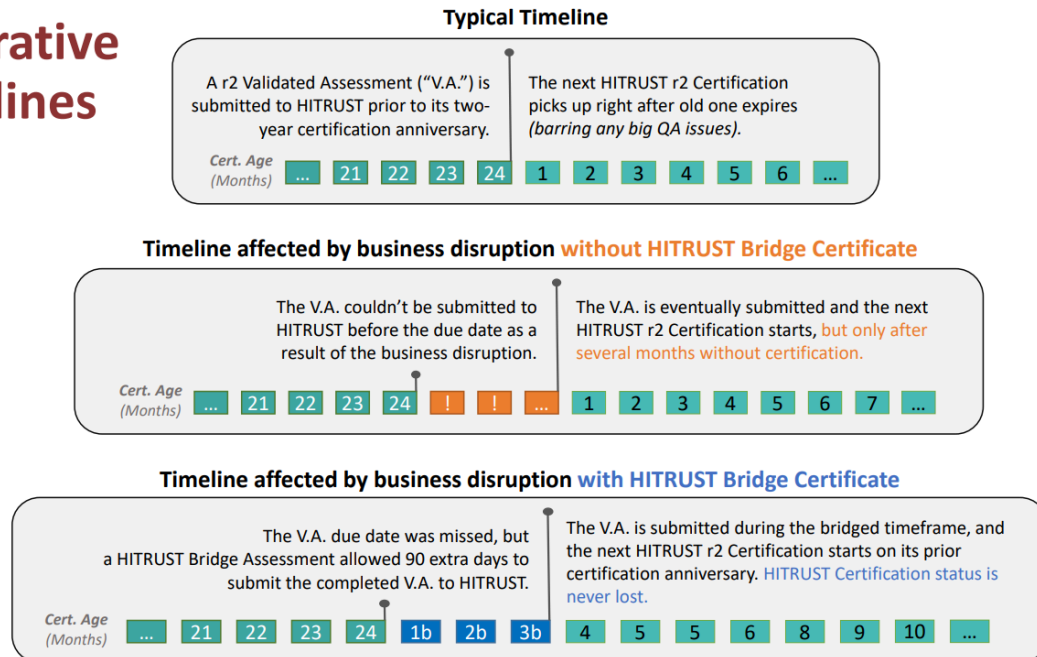 rative
lines
Typical Timeline
A r2 Validated Assessment (“V.A.”) is
submitted to HITRUST prior to its two-
year certification anniversary.
The next HITRUST r2 Certification
picks up right after old one expires
(barring any big QA issues).
Cert. Age
(Months)
... 21 22 23 24 1 2 3 4 5 6 ...
Timeline affected by business disruption without HITRUST Bridge Certificate
The V.A. couldn’t be submitted to
HITRUST before the due date as a
result of the business disruption.
The V.A. is eventually submitted and the next
HITRUST r2 Certification starts, but only after
several months without certification.
Cert. Age
(Months)
... 21 22 23 24 ! ! ... 1 2 3 4 5 6 7 ...
Timeline affected by business disruption with HITRUST Bridge Certificate
The V.A. due date was missed, but
a HITRUST Bridge Assessment allowed 90 extra days to
submit the completed V.A. to HITRUST.
The V.A. is submitted during the bridged timeframe, and
the next HITRUST r2 Certification starts on its prior
certification anniversary. HITRUST Certification status is
never lost.
Cert. Age
(Months)
... 21 22 23 24 1b 2b 3b 4 5 5 6 8 9 10 ...